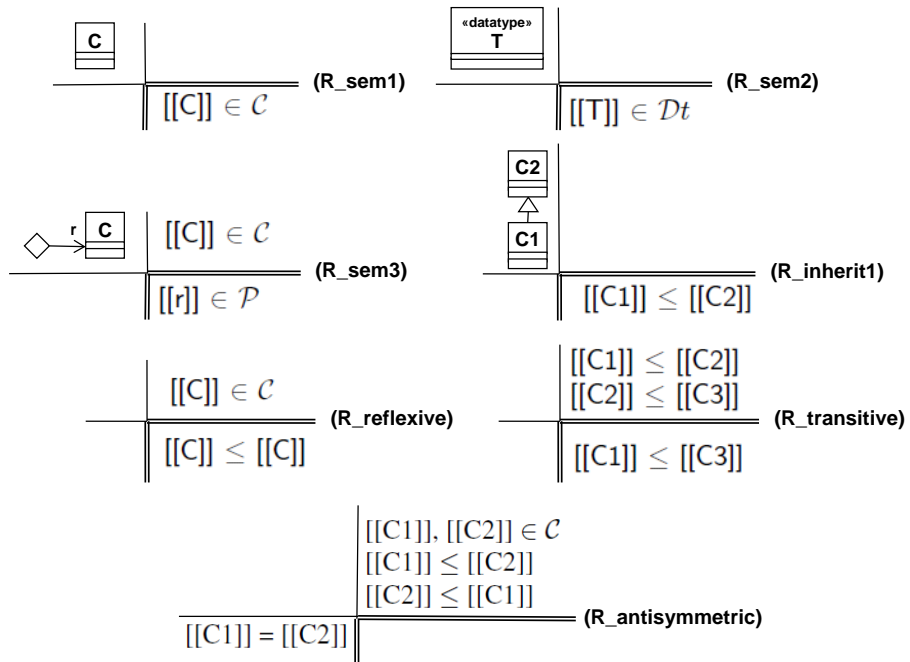 C
(R_sem1)
[[C]] ∈ 𝒞
«datatype»
T
(R_sem2)
[[T]] ∈ 𝒟t
r
C
[[C]] ∈ 𝒞
(R_sem3)
[[r]] ∈ 𝒫
C2
C1
(R_inherit1)
[[C1]] ≤ [[C2]]
[[C]] ∈ 𝒞
(R_reflexive)
[[C]] ≤ [[C]]
[[C1]] ≤ [[C2]]
[[C2]] ≤ [[C3]]
(R_transitive)
[[C1]] ≤ [[C3]]
[[C1]], [[C2]] ∈ 𝒞
[[C1]] ≤ [[C2]]
[[C2]] ≤ [[C1]]
(R_antisymmetric)
[[C1]] = [[C2]]